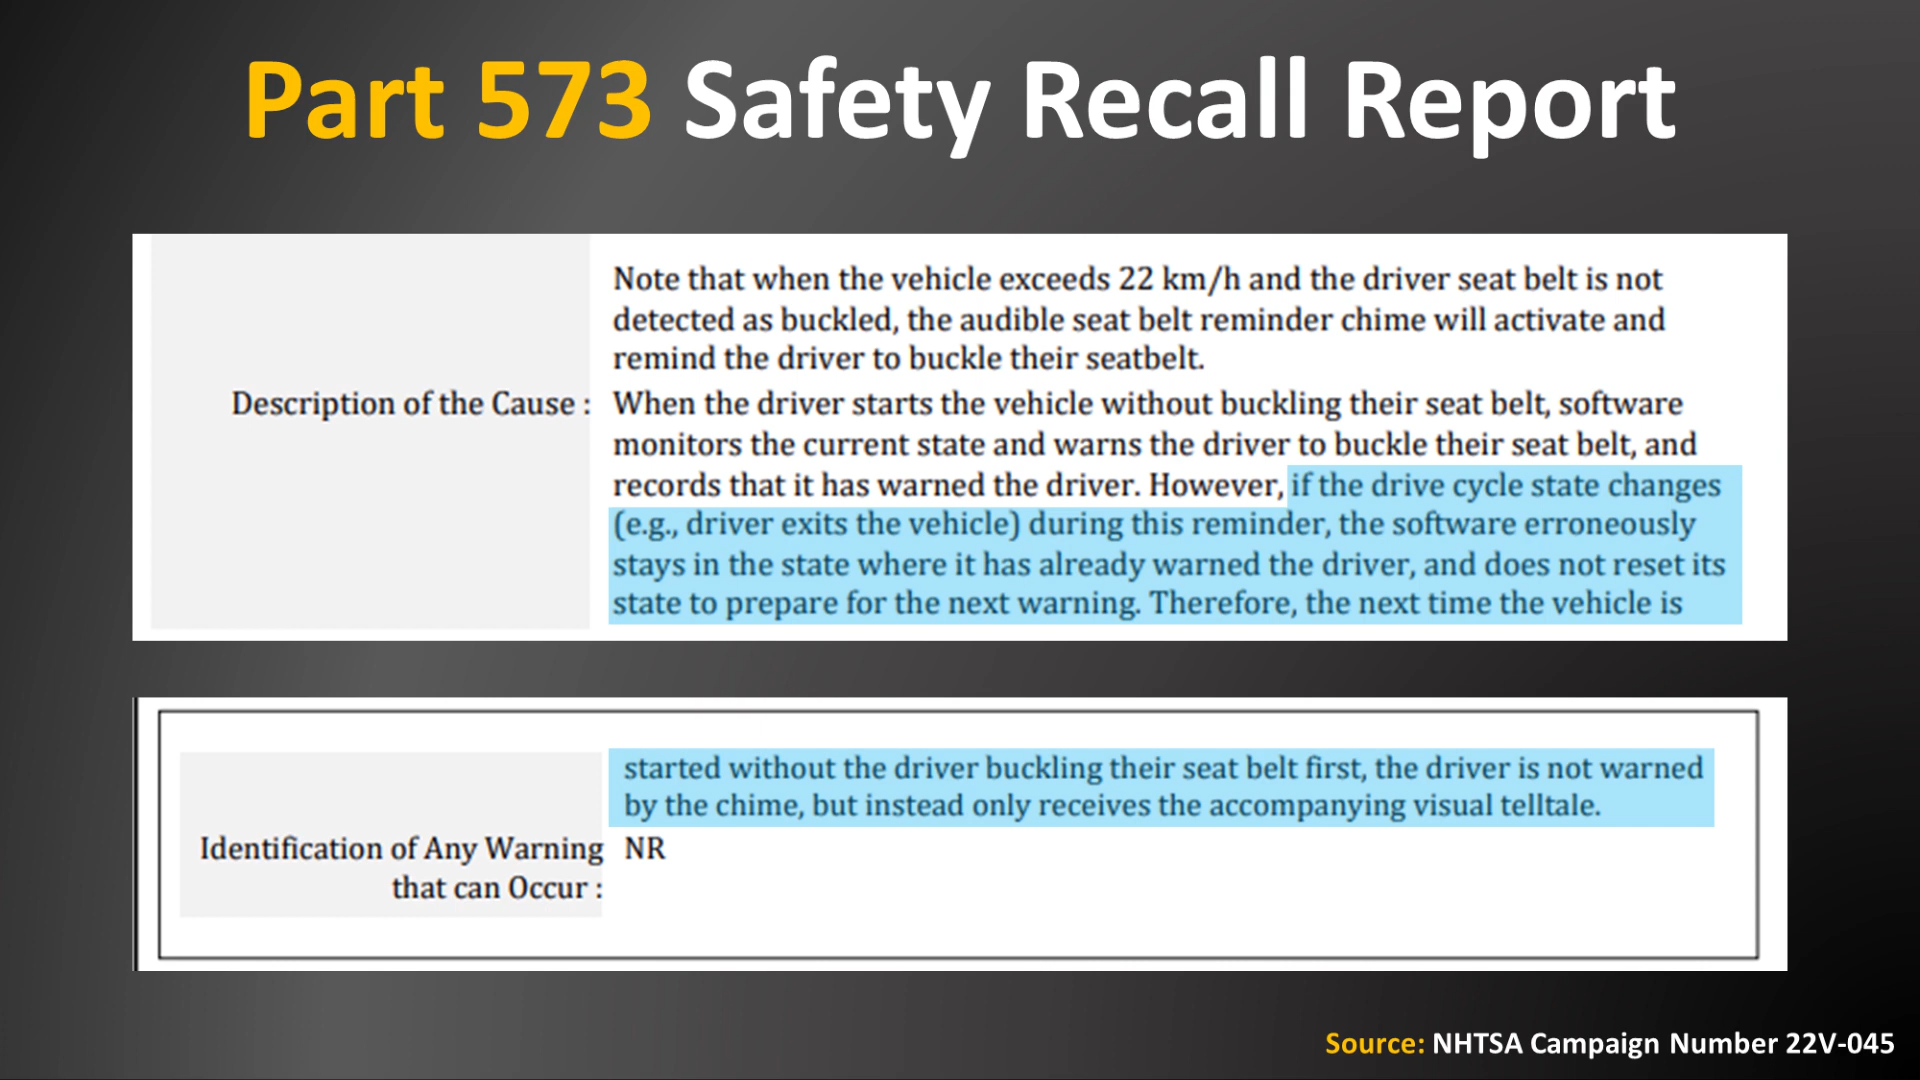 Part 573 Safety Recall Report
Note that when the vehicle exceeds 22 km/h and the driver seat belt is not
detected as buckled, the audible seat belt reminder chime will activate and
remind the driver to buckle their seatbelt.
Description of the Cause : When the driver starts the vehicle without buckling their seat belt, software
monitors the current state and warns the driver to buckle their seat belt, and
records that it has warned the driver. However, if the drive cycle state changes
(e.g., driver exits the vehicle) during this reminder, the software erroneously
stays in the state where it has already warned the driver, and does not reset its
state to prepare for the next warning. Therefore, the next time the vehicle is
started without the driver buckling their seat belt first, the driver is not warned
by the chime, but instead only receives the accompanying visual telltale.
Identification of Any Warning NR
that can Occur :
Source: NHTSA Campaign Number 22V-045